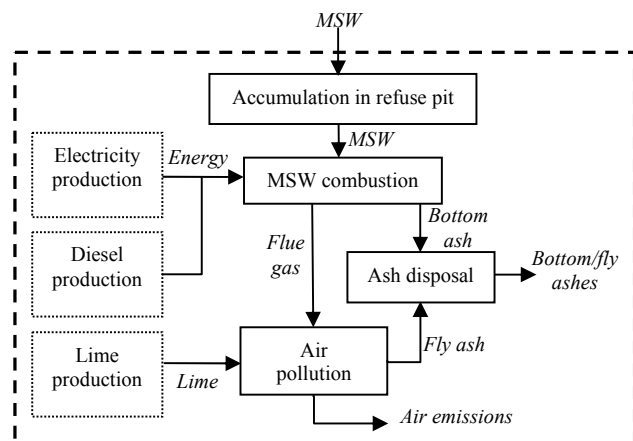 MSW
Accumulation in refuse pit
MSW
Electricity
production
Energy
MSW combustion
Bottom
ash
Flue
gas
Diesel
production
Ash disposal
Bottom/fly
ashes
Lime
production
Lime
Air
pollution
Fly ash
Air emissions